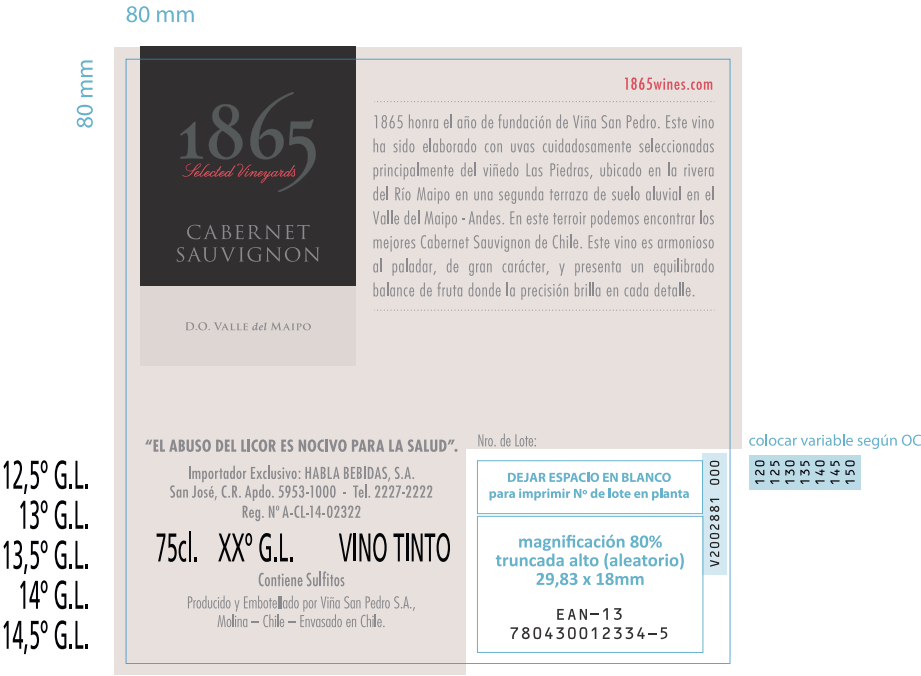 80 mm
80 mm
1865
Selected Vineyards
CABERNET
SAUVIGNON
D.O. VALLE del MAIPO
1865wines.com
1865 honra el año de fundación de Viña San Pedro. Este vino
ha sido elaborado con uvas cuidadosamente seleccionadas
principalmente del viñedo Las Piedras, ubicado en la rivera
del Río Maipo en una segunda terraza de suelo aluvial en el
Valle del Maipo - Andes. En este terroir podemos encontrar los
mejores Cabernet Sauvignon de Chile. Este vino es armonioso
al paladar, de gran carácter, y presenta un equilibrado
balance de fruta donde la precisión brilla en cada detalle.
12,5º G.L.
13º G.L.
13,5º G.L.
14º G.L.
14,5º G.L.
“EL ABUSO DEL LICOR ES NOCIVO PARA LA SALUD”.
Importador Exclusivo: HABLA BEBIDAS, S.A.
San José, C.R. Apdo. 5953-1000 - Tel. 2227-2222
Reg. Nº A-CL-14-02322
75cl. XXº G.L. VINO TINTO
Contiene Sulfitos
Producido y Embotellado por Viña San Pedro S.A.,
Molina – Chile – Envasado en Chile.
Nro. de Lote:
DEJAR ESPACIO EN BLANCO
para imprimir Nº de lote en planta
magnificación 80%
truncada alto (aleatorio)
29,83 x 18mm
EAN-13
780430012334-5
V2002881 000
colocar variable según OC
120
125
130
135
140
145
150